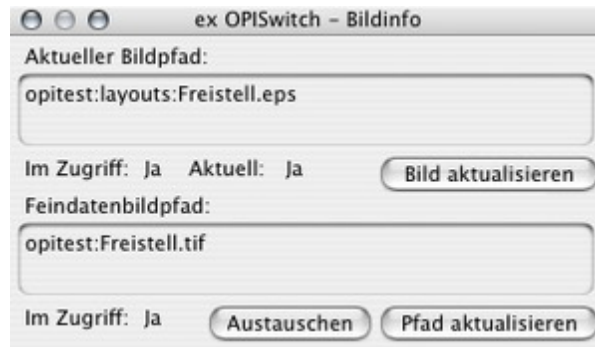 ex OPISwitch – Bildinfo
Aktueller Bildpfad:
opitest:layouts:Freistell.eps
Im Zugriff: Ja Aktuell: Ja Bild aktualisieren
Feindatenbildpfad:
opitest:Freistell.tif
Im Zugriff: Ja Austauschen Pfad aktualisieren